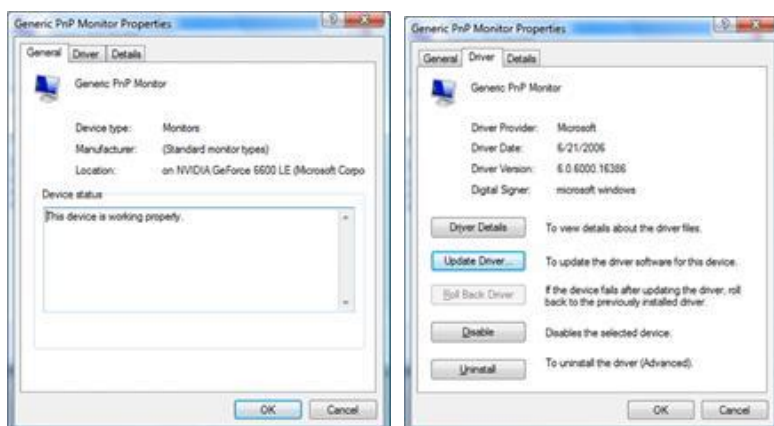 Generic PnP Monitor Properties
General Driver Details
Generic PnP Monitor
Device type: Monitors
Manufacturer: (Standard monitor types)
Location: on NVIDIA GeForce 6600 LE (Microsoft Corpo
Device status
This device is working properly.
OK Cancel
Generic PnP Monitor Properties
General Driver Details
Generic PnP Monitor
Driver Provider: Microsoft
Driver Date: 6/21/2006
Driver Version: 6.0.6000.16386
Digital Signer: microsoft windows
Driver Details To view details about the driver files.
Update Driver... To update the driver software for this device.
Roll Back Driver If the device fails after updating the driver, roll
back to the previously installed driver.
Disable Disables the selected device.
Uninstall To uninstall the driver (Advanced).
OK Cancel